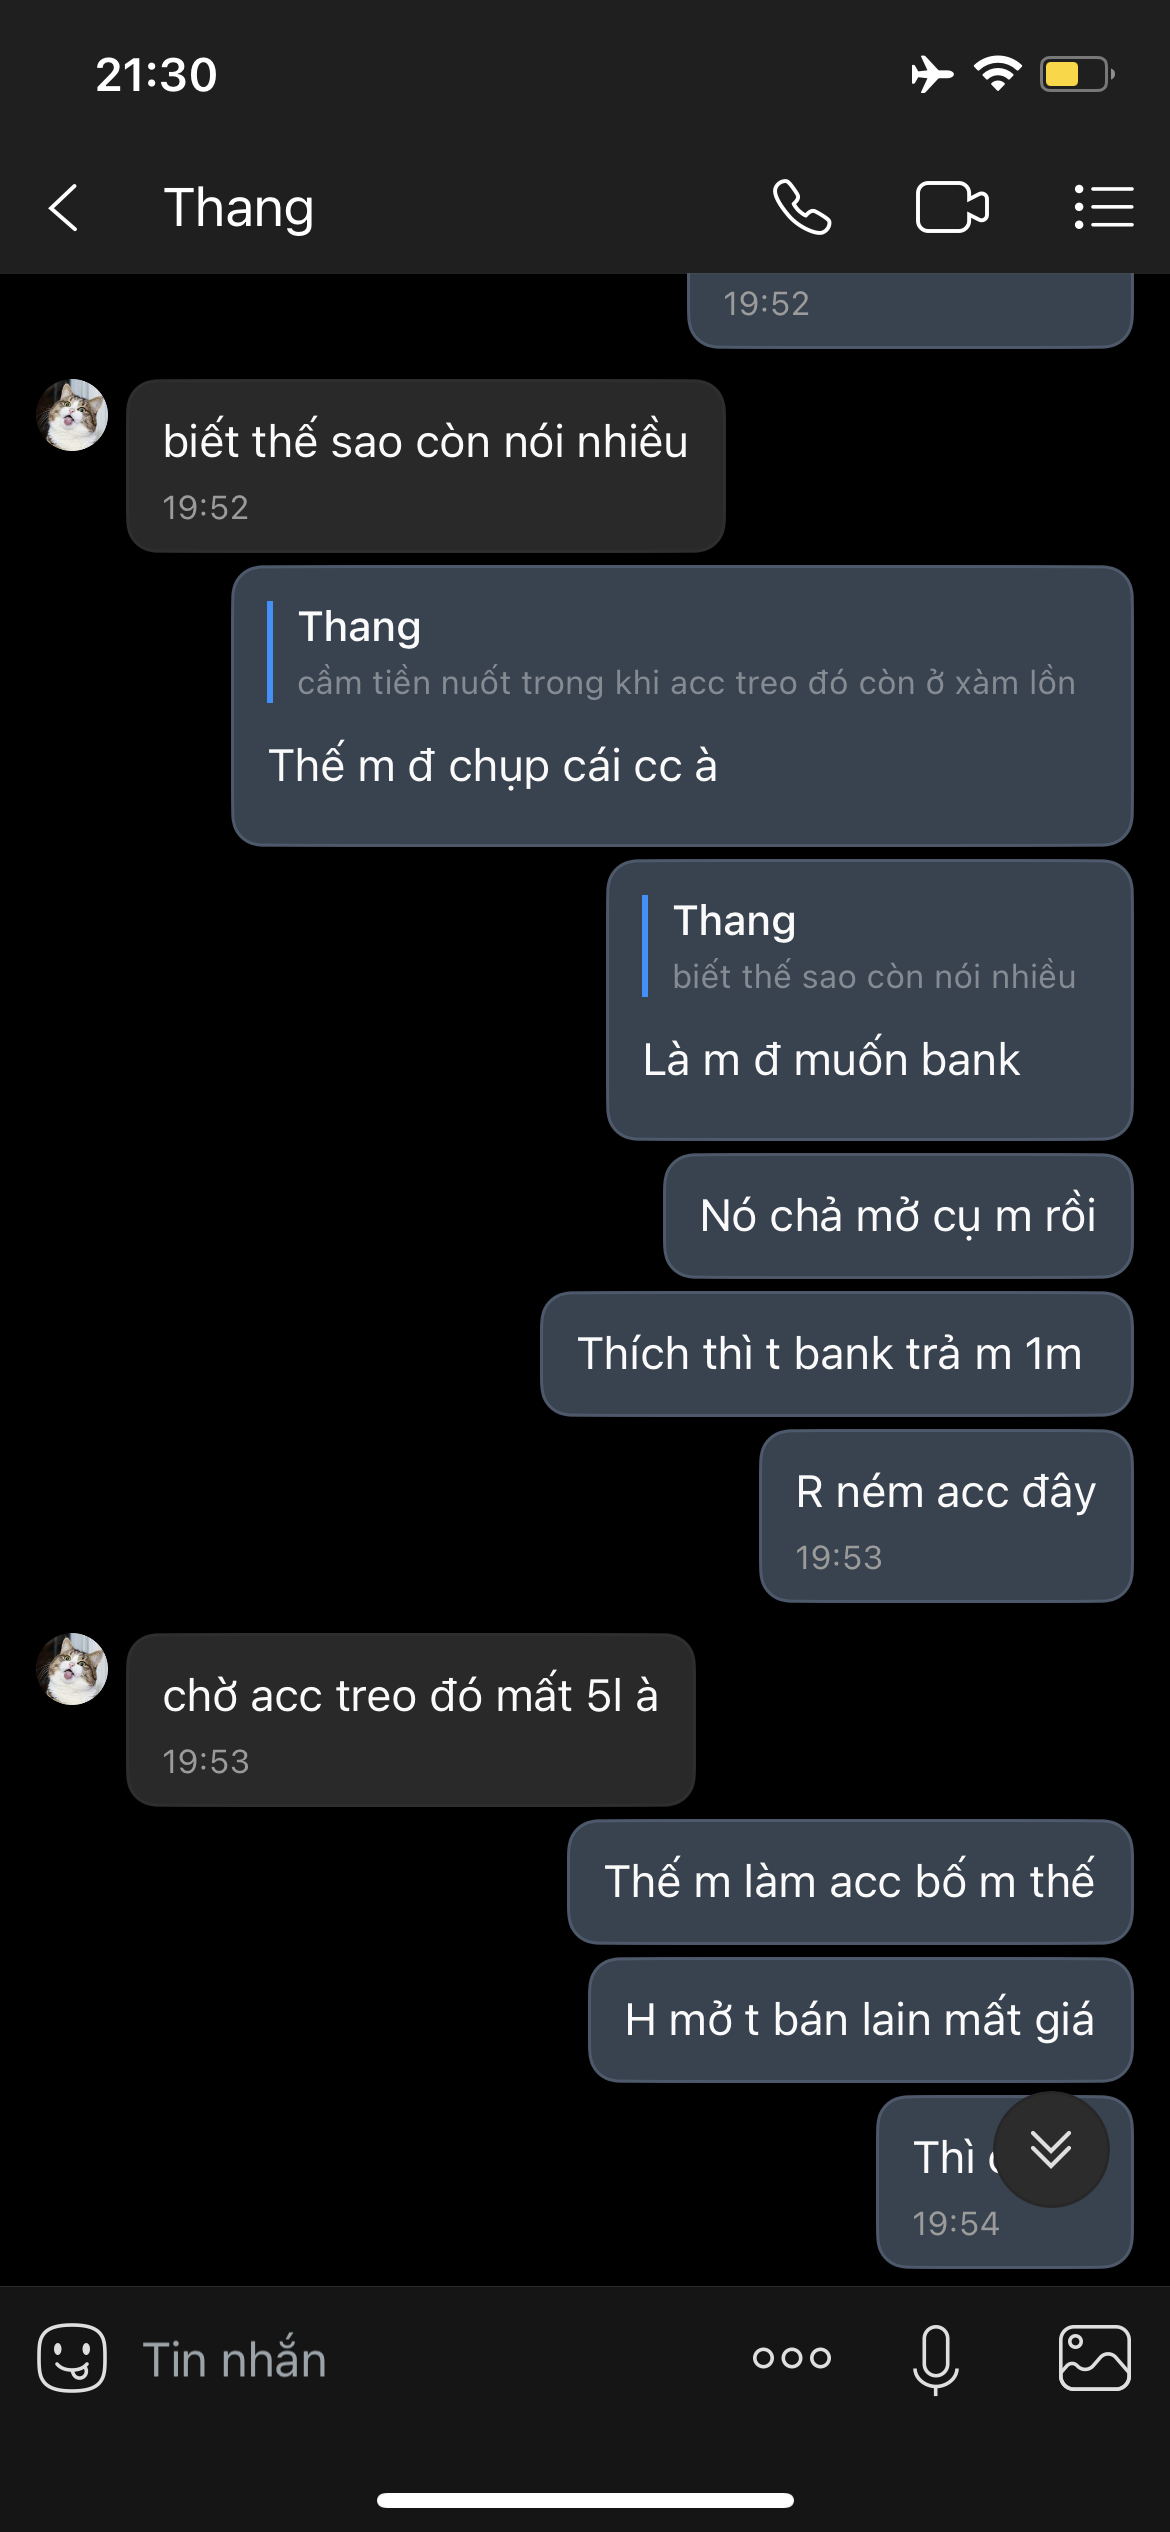 21:30
Thang
19:52
biết thế sao còn nói nhiều
19:52
Thang
cầm tiền nuốt trong khi acc treo đó còn ở xàm lồn
Thế m đ chụp cái cc à
Thang
biết thế sao còn nói nhiều
Là m đ muốn bank
Nó chả mở cụ m rồi
Thích thì t bank trả m 1m
R ném acc đây
19:53
chờ acc treo đó mất 5l à
19:53
Thế m làm acc bố m thế
H mở t bán lain mất giá
Thì
19:54
Tin nhắn